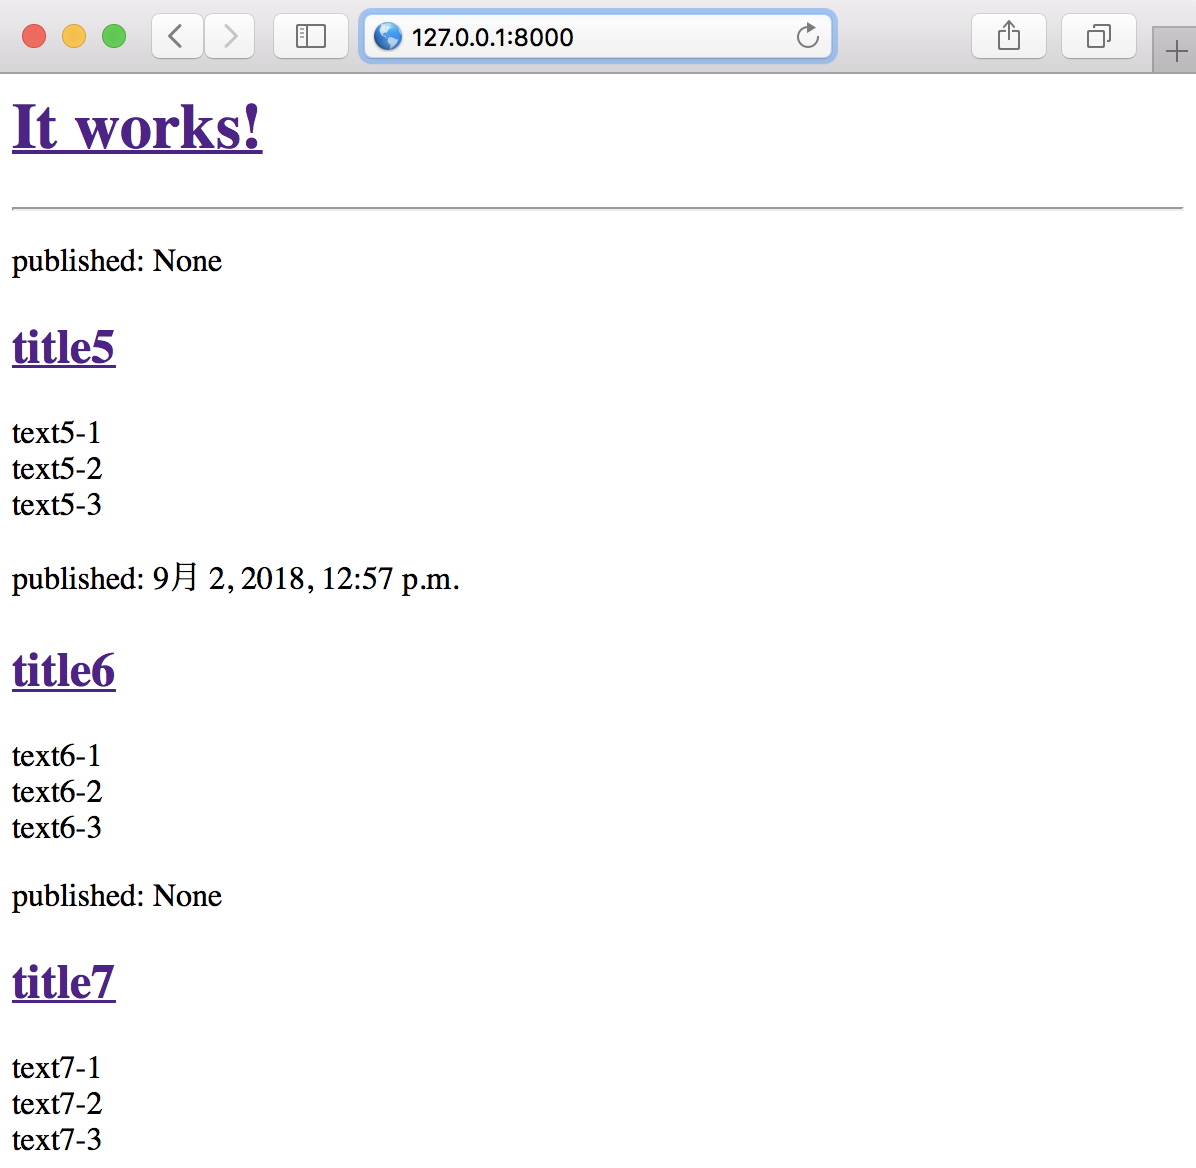 127.0.0.1:8000
It works!
published: None
title5
text5-1
text5-2
text5-3
published: 9月 2, 2018, 12:57 p.m.
title6
text6-1
text6-2
text6-3
published: None
title7
text7-1
text7-2
text7-3